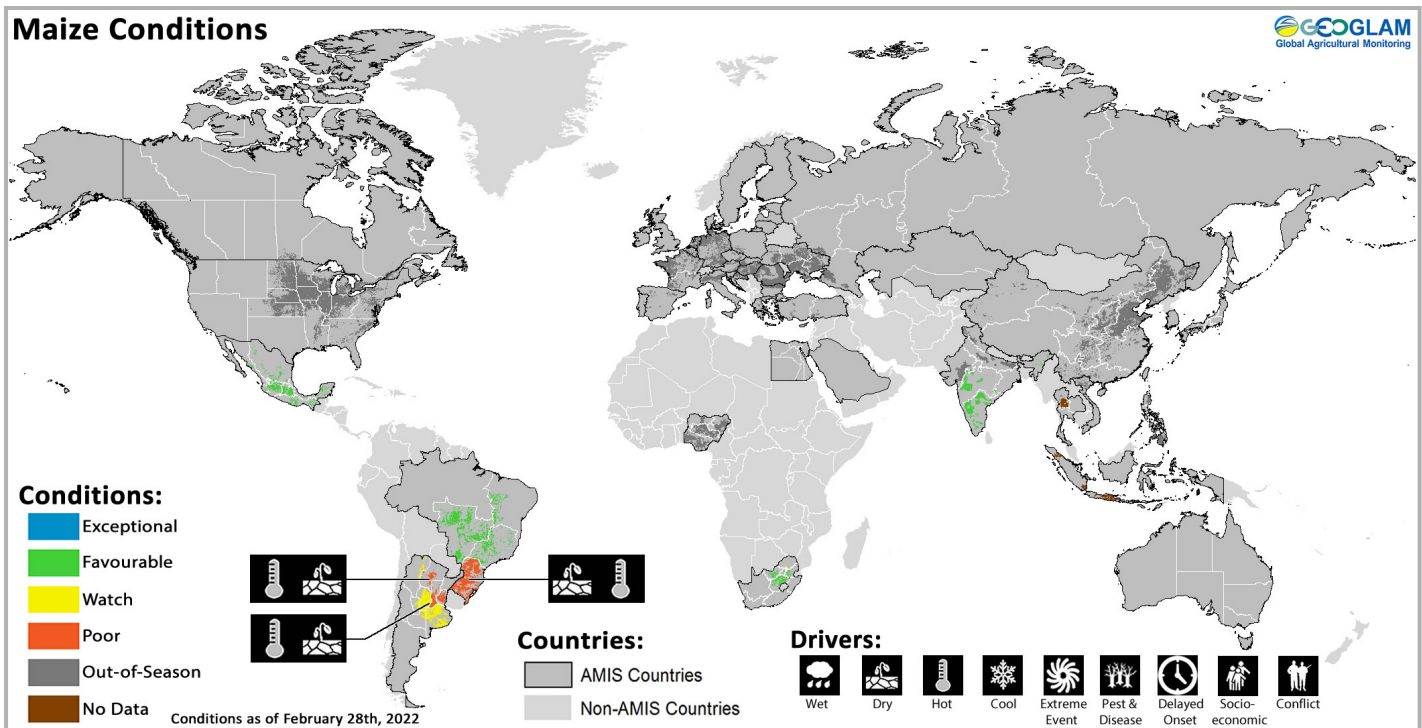 Maize Conditions
GEOGLAM
Global Agricultural Monitoring
Conditions:
Exceptional
Favourable
Watch
Poor
Out-of-Season
No Data
Conditions as of February 28th, 2022
Countries:
AMIS Countries
Non-AMIS Countries
Drivers:
Wet
Dry
Hot
Cool
Extreme
Event
Pest &
Disease
Delayed
Onset
Socio-
economic
Conflict